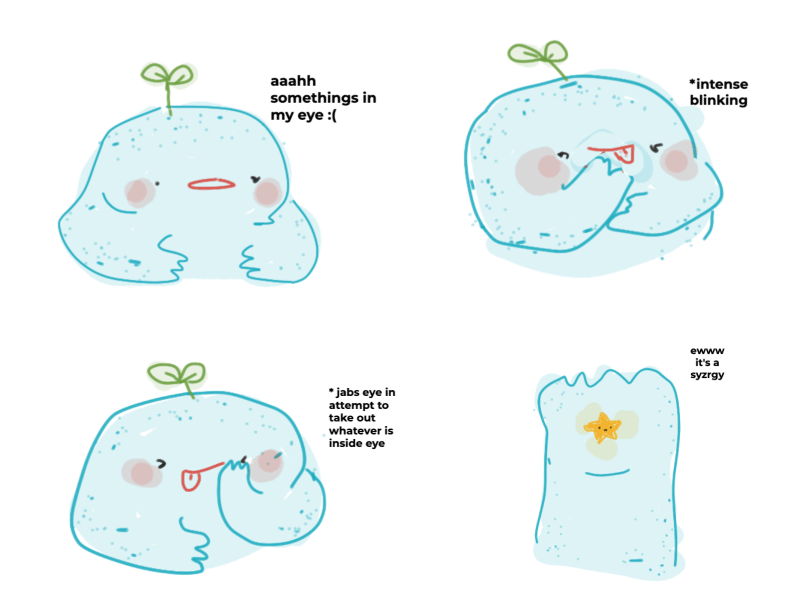 aaahh
somethings in
my eye :(
*intense
blinking
* jabs eye in
attempt to
take out
whatever is
inside eye
ewww
it's a
syzrgy